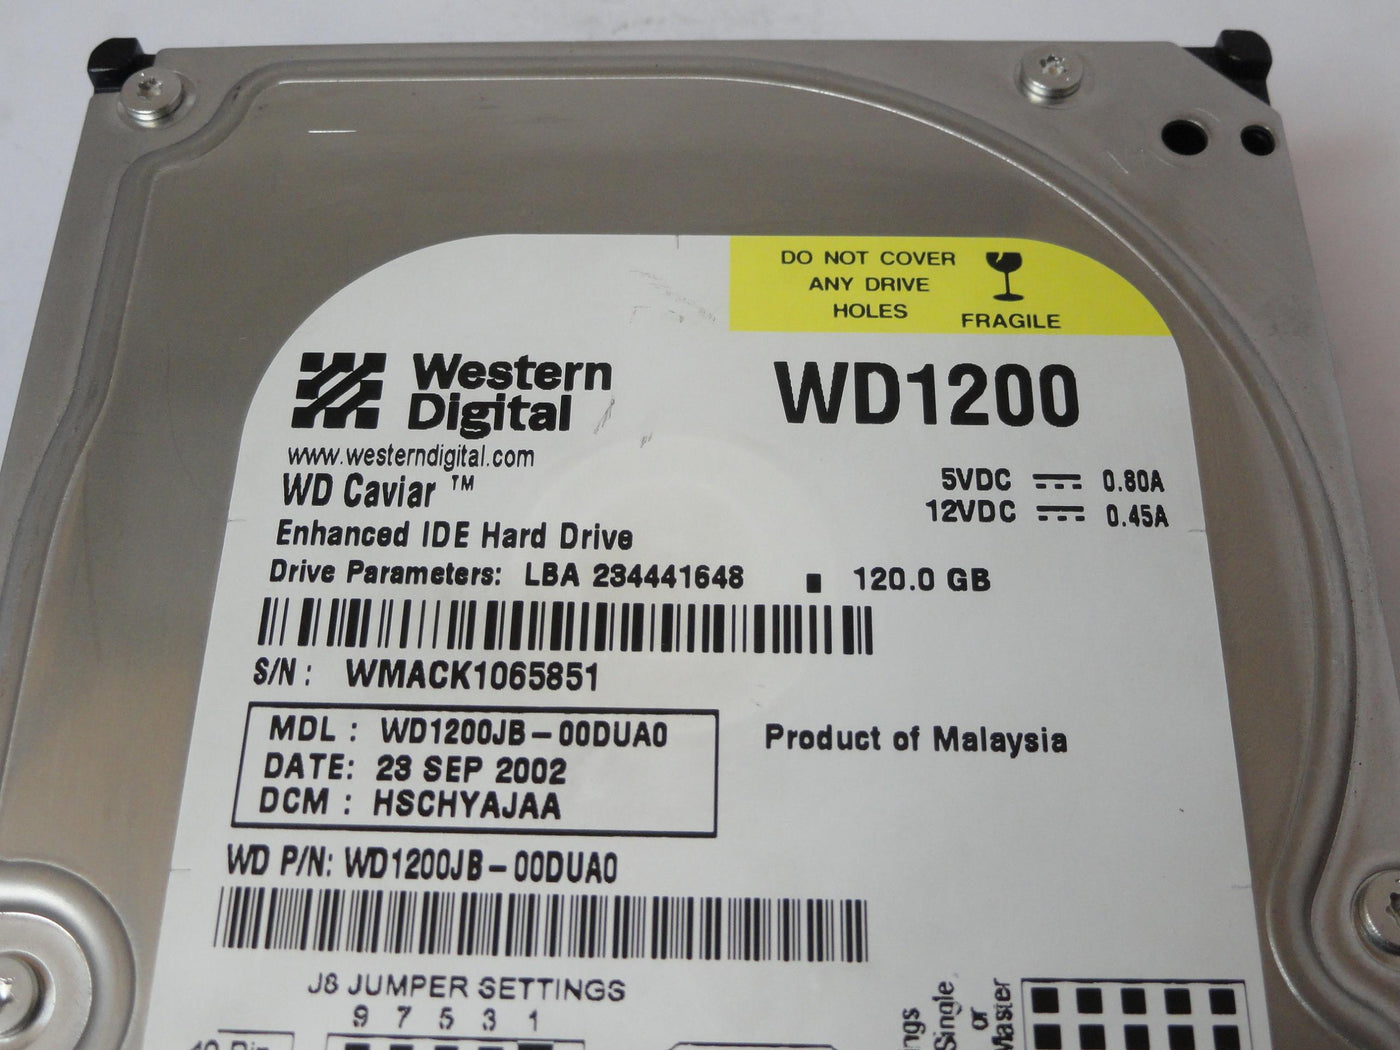 DO NOT COVER
ANY DRIVE
HOLES
FRAGILE
Western
Digital
WD1200
www.westerndigital.com
WD Caviar ™
5VDC 0.80A
12VDC 0.45A
Enhanced IDE Hard Drive
Drive Parameters: LBA 234441648 ■ 120.0 GB
S/N: WMACK1065851
MDL: WD1200JB-00DUA0
Product of Malaysia
DATE: 23 SEP 2002
DCM: HSCHYAJAA
WD P/N: WD1200JB-00DUA0
J8 JUMPER SETTINGS
9 7 5 3 1
Single
or
Master